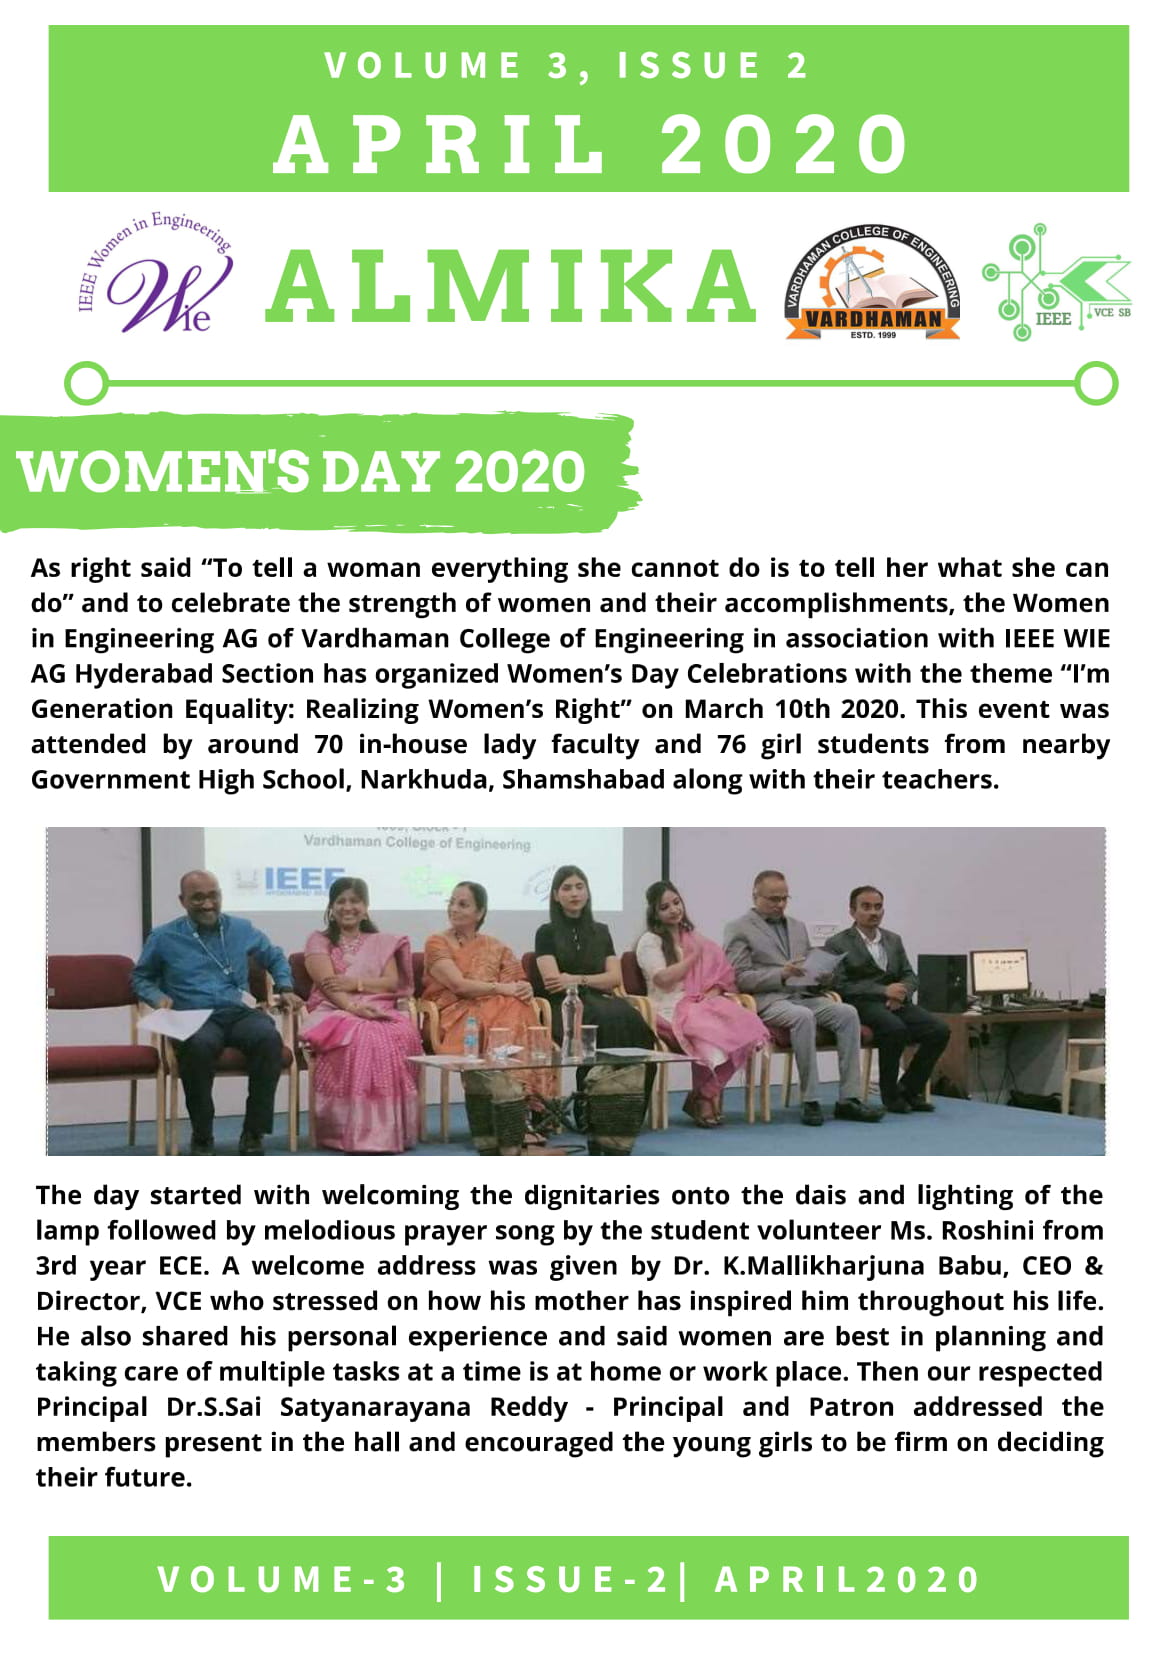 VOLUME 3, ISSUE 2
APRIL 2020
IEEE Women in Engineering
Wie
ALMIKA
VARDHAMAN COLLEGE OF ENGINEERING
VARDHAMAN
ESTD. 1999
IEEE
VCE SB
WOMEN'S DAY 2020
As right said “To tell a woman everything she cannot do is to tell her what she can
do” and to celebrate the strength of women and their accomplishments, the Women
in Engineering AG of Vardhaman College of Engineering in association with IEEE WIE
AG Hyderabad Section has organized Women’s Day Celebrations with the theme “I’m
Generation Equality: Realizing Women’s Right” on March 10th 2020. This event was
attended by around 70 in-house lady faculty and 76 girl students from nearby
Government High School, Narkhuda, Shamshabad along with their teachers.
Vardhaman College of Engineering
IEEE
The day started with welcoming the dignitaries onto the dais and lighting of the
lamp followed by melodious prayer song by the student volunteer Ms. Roshini from
3rd year ECE. A welcome address was given by Dr. K.Mallikharjuna Babu, CEO &
Director, VCE who stressed on how his mother has inspired him throughout his life.
He also shared his personal experience and said women are best in planning and
taking care of multiple tasks at a time is at home or work place. Then our respected
Principal Dr.S.Sai Satyanarayana Reddy - Principal and Patron addressed the
members present in the hall and encouraged the young girls to be firm on deciding
their future.
VOLUME-3 | ISSUE-2| APRIL2020